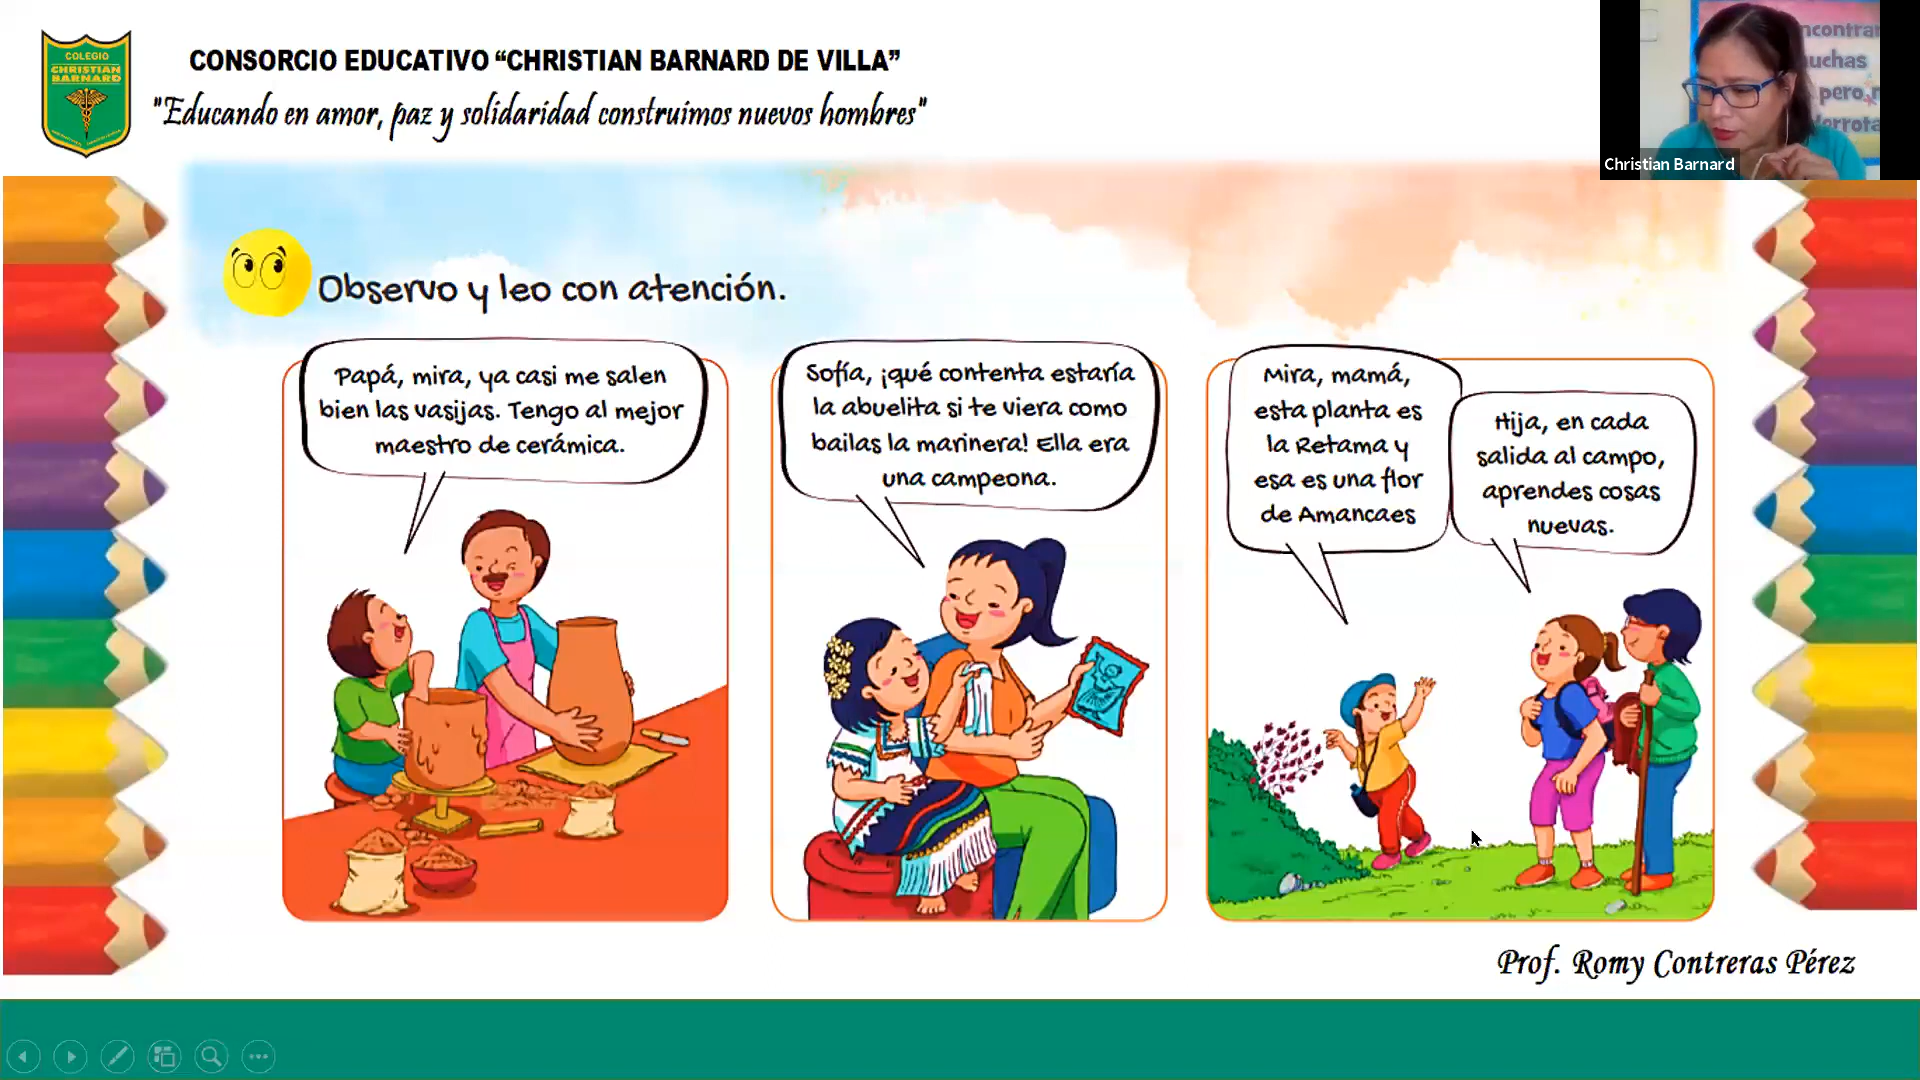 COLEGIO
CHRISTIAN
BARNARD
CONSORCIO EDUCATIVO “CHRISTIAN BARNARD DE VILLA”
"Educando en amor, paz y solidaridad construimos nuevos hombres"
uchas
pero
Christian Barnard
Observo y leo con atención.
Papá, mira, ya casi me salen
bien las vasijas. Tengo al mejor
maestro de cerámica.
Sofía, ¡qué contenta estaría
la abuelita si te viera como
bailas la marinera! Ella era
una campeona.
Mira, mamá,
esta planta es
la Retama y
esa es una flor
de Amancaes
Hija, en cada
salida al campo,
aprendes cosas
nuevas.
Prof. Romy Contreras Pérez